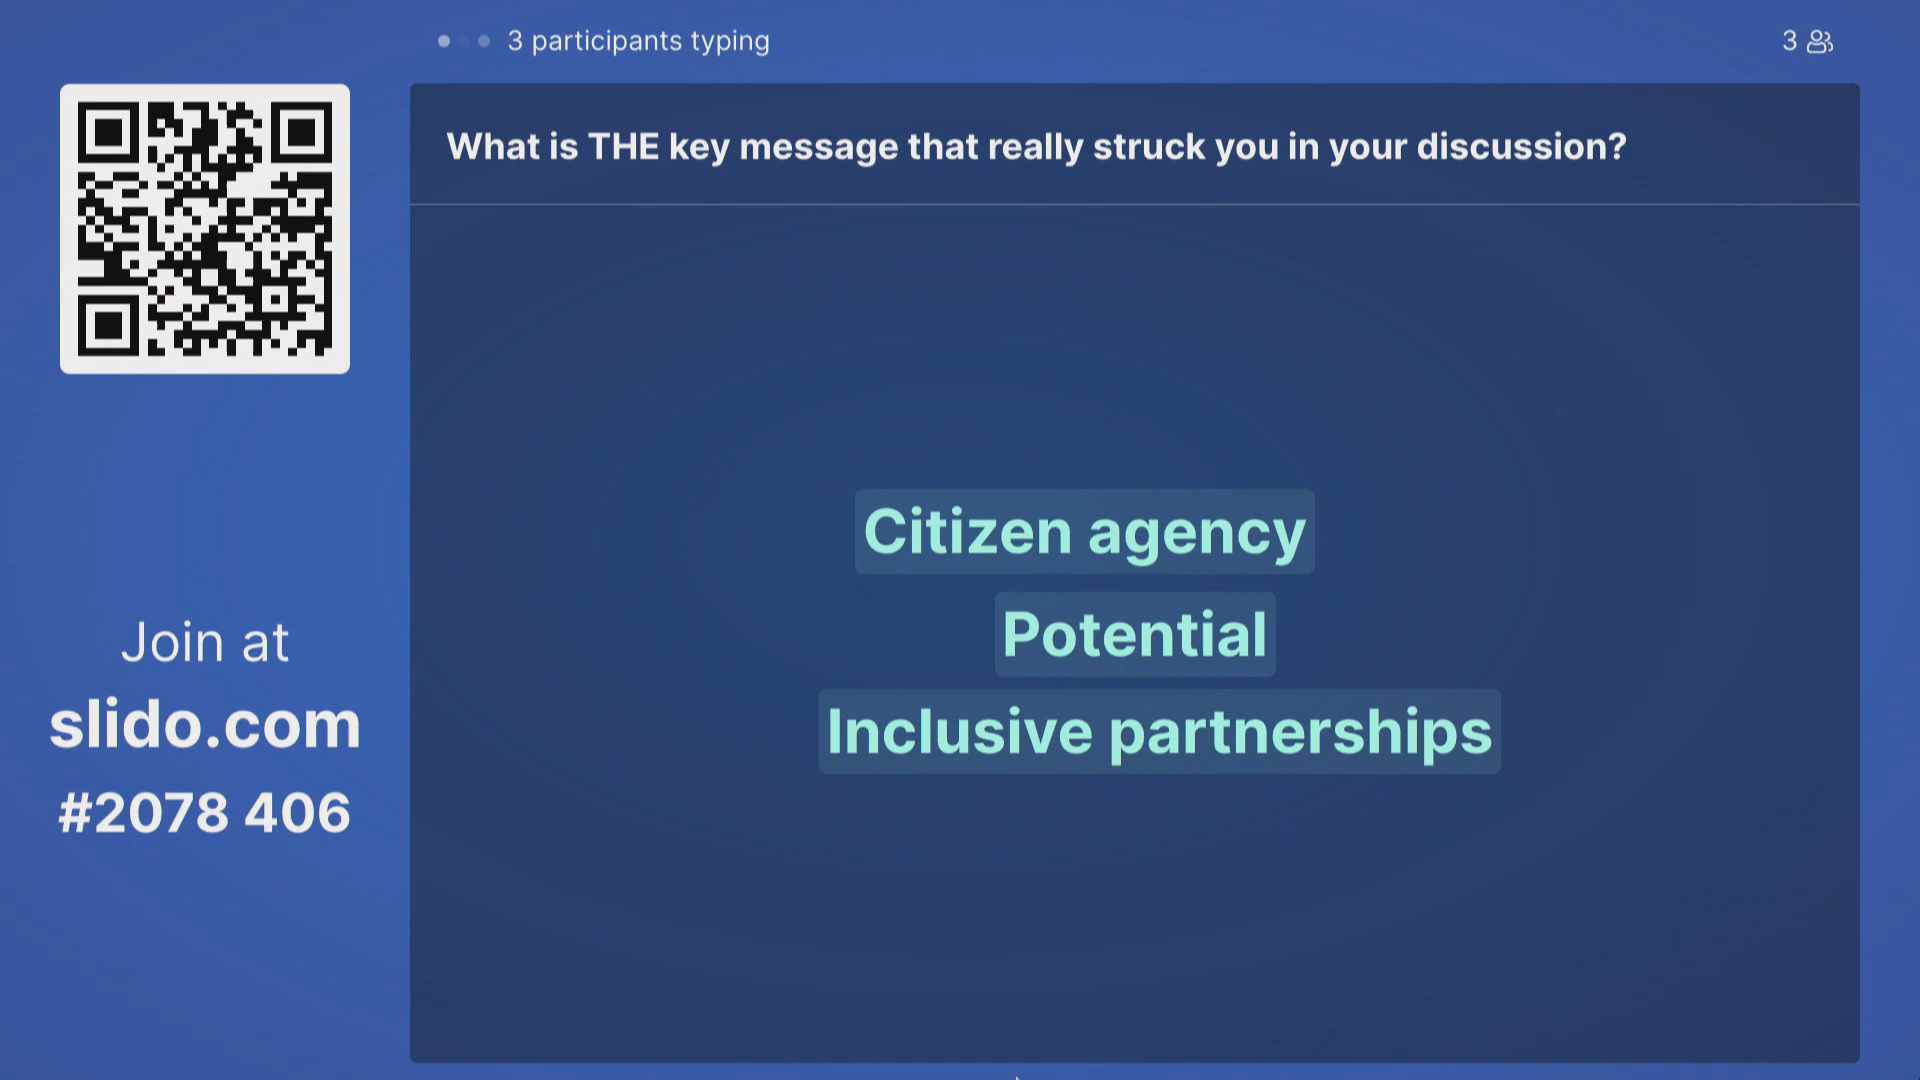 3 participants typing
3
What is THE key message that really struck you in your discussion?
Citizen agency
Potential
Inclusive partnerships
Join at
slido.com
#2078 406